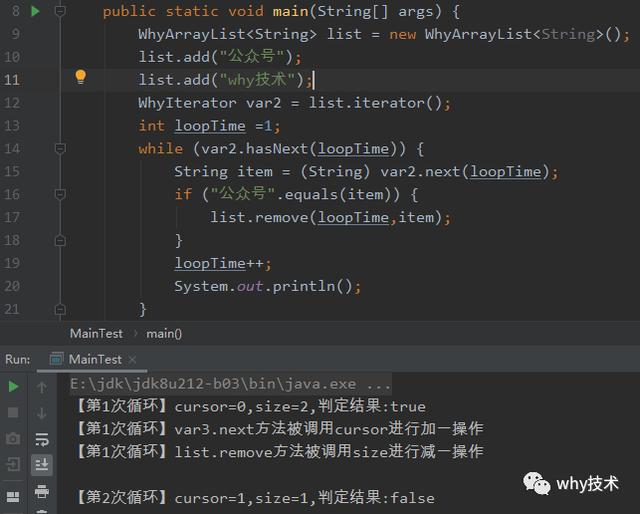 8 public static void main(String[] args) {
9 WhyArrayList<String> list = new WhyArrayList<String>();
10 list.add("公众号");
11 list.add("why技术");
12 WhyIterator var2 = list.iterator();
13 int loopTime =1;
14 while (var2.hasNext(loopTime)) {
15 String item = (String) var2.next(loopTime);
16 if ("公众号".equals(item)) {
17 list.remove(loopTime,item);
18 }
19 loopTime++;
20 System.out.println();
21 }
MainTest › main()
Run: MainTest ×
E:\jdk\jdk8u212-b03\bin\java.exe ...
【第1次循环】cursor=0,size=2,判定结果:true
【第1次循环】var3.next方法被调用cursor进行加一操作
【第1次循环】list.remove方法被调用size进行减一操作
【第2次循环】cursor=1,size=1,判定结果:false
why技术